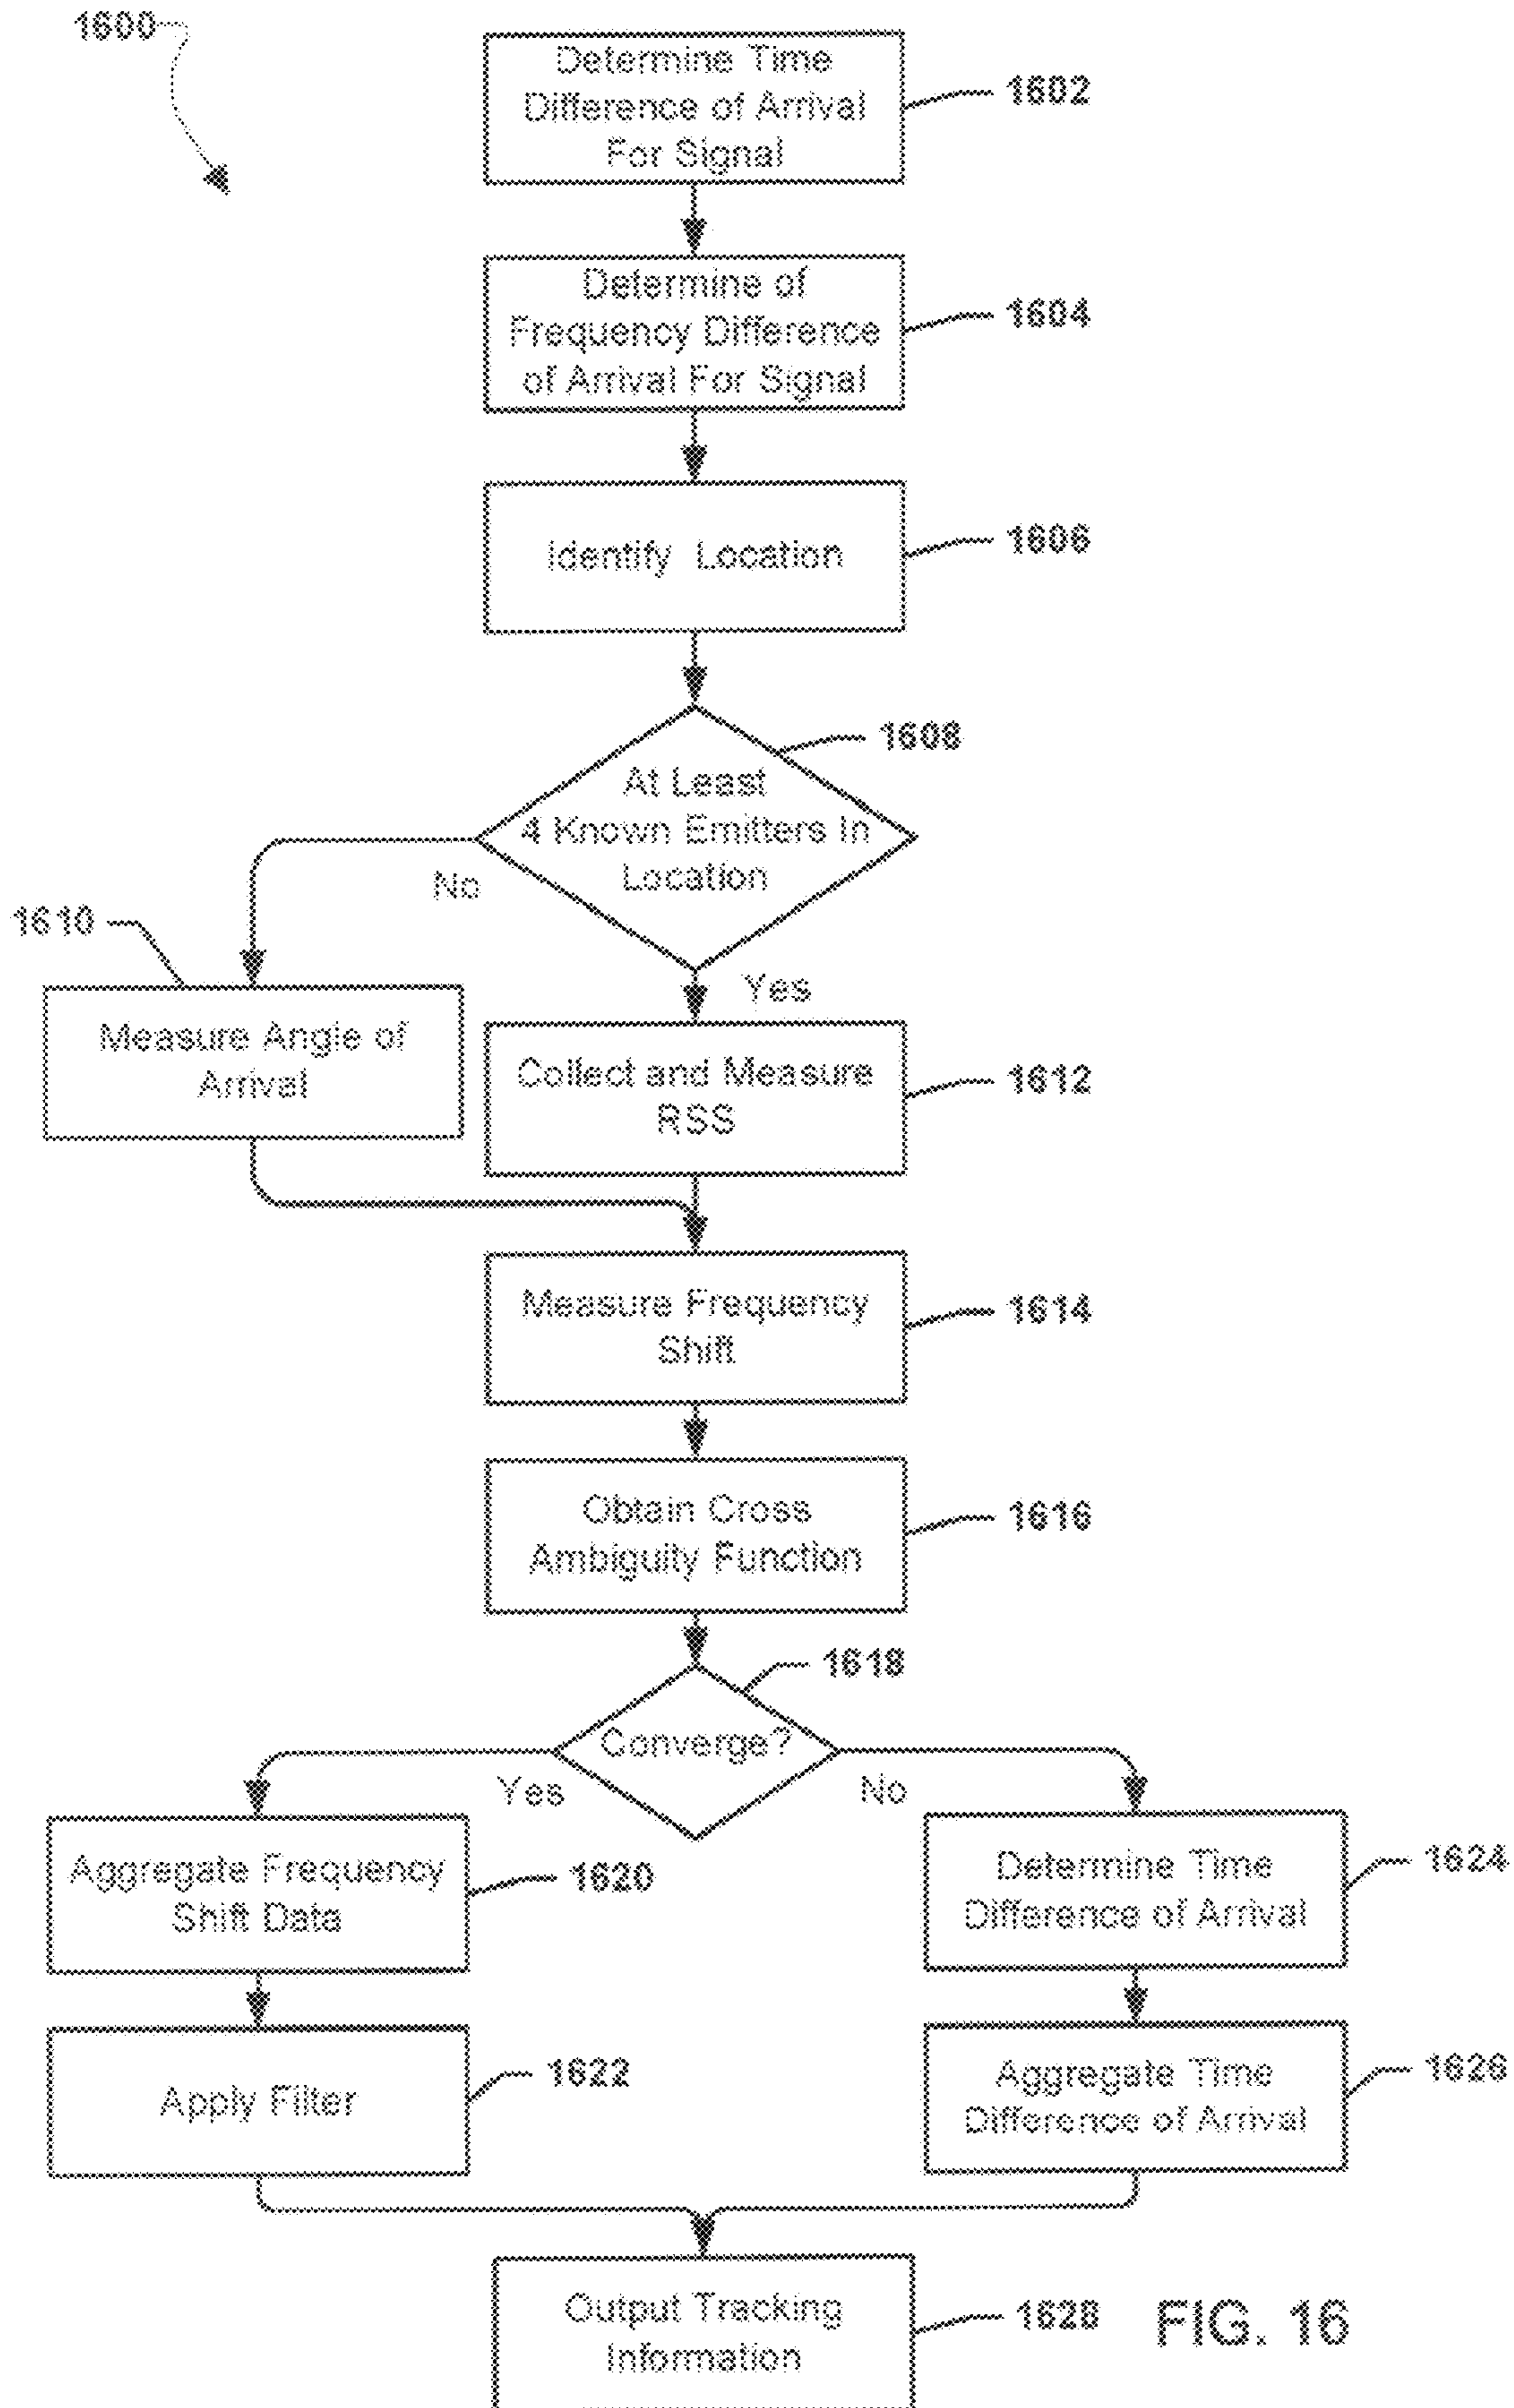 1600
Determine Time
Difference of Arrival
For Signal
1602
Determine of
Frequency Difference
of Arrival For Signal
1604
Identify Location
1606
1608
At Least
4 Known Emitters In
Location
No
Yes
1610
Measure Angle of
Arrival
Collect and Measure
RSS
1612
Measure Frequency
Shift
1614
Obtain Cross
Ambiguity Function
1616
1618
Converge?
Yes
No
Aggregate Frequency
Shift Data
1620
Determine Time
Difference of Arrival
1624
Apply Filter
1622
Aggregate Time
Difference of Arrival
1626
Output Tracking
Information
1628
FIG. 16